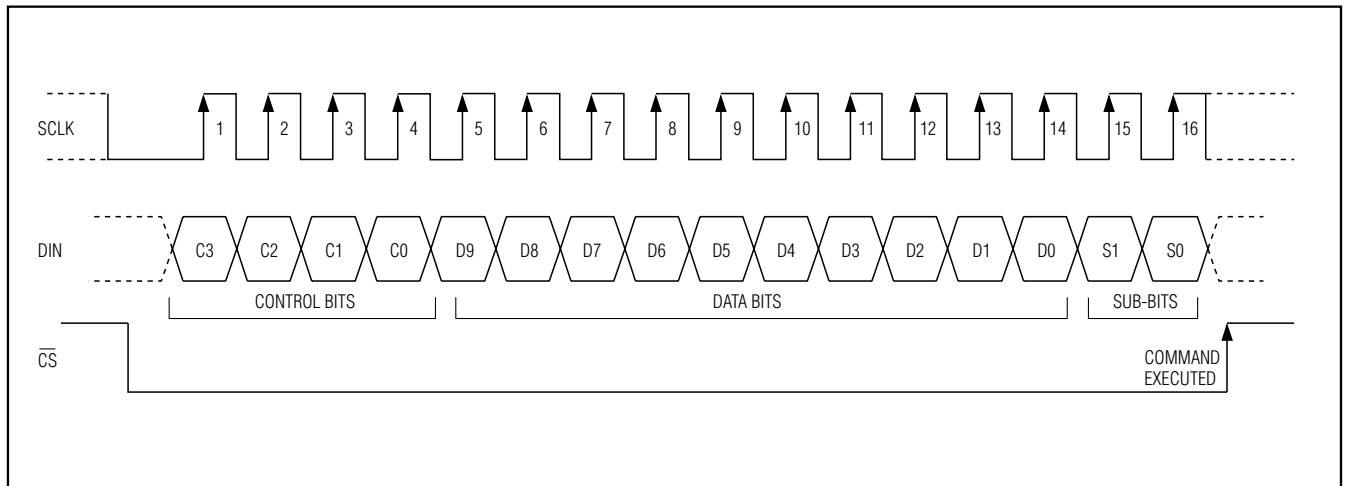 SCLK 1 2 3 4 5 6 7 8 9 10 11 12 13 14 15 16
DIN C3 C2 C1 C0 D9 D8 D7 D6 D5 D4 D3 D2 D1 D0 S1 S0
CONTROL BITS DATA BITS SUB-BITS
C̅S̅
COMMAND
EXECUTED